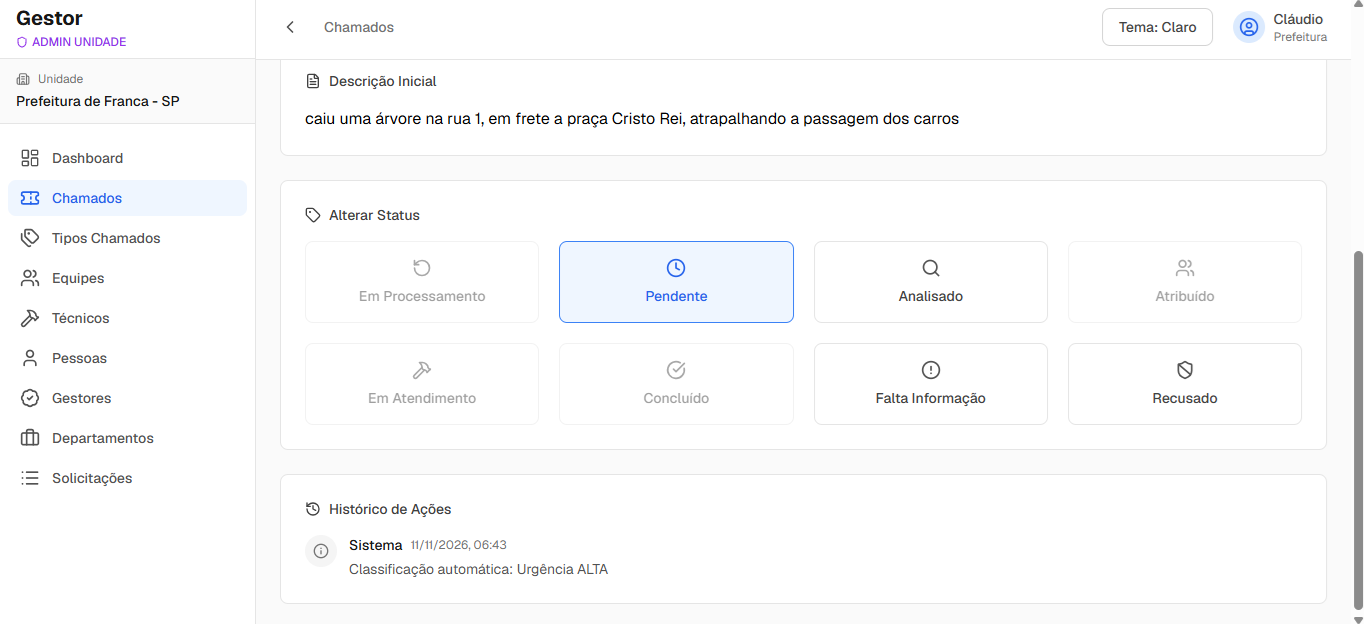 Gestor
ADMIN UNIDADE
Unidade
Prefeitura de Franca - SP
Dashboard
Chamados
Tipos Chamados
Equipes
Técnicos
Pessoas
Gestores
Departamentos
Solicitações
Chamados
Tema: Claro
Cláudio
Prefeitura
Descrição Inicial
caiu uma árvore na rua 1, em frete a praça Cristo Rei, atrapalhando a passagem dos carros
Alterar Status
Em Processamento
Pendente
Analisado
Atribuído
Em Atendimento
Concluído
Falta Informação
Recusado
Histórico de Ações
Sistema 11/11/2026, 06:43
Classificação automática: Urgência ALTA